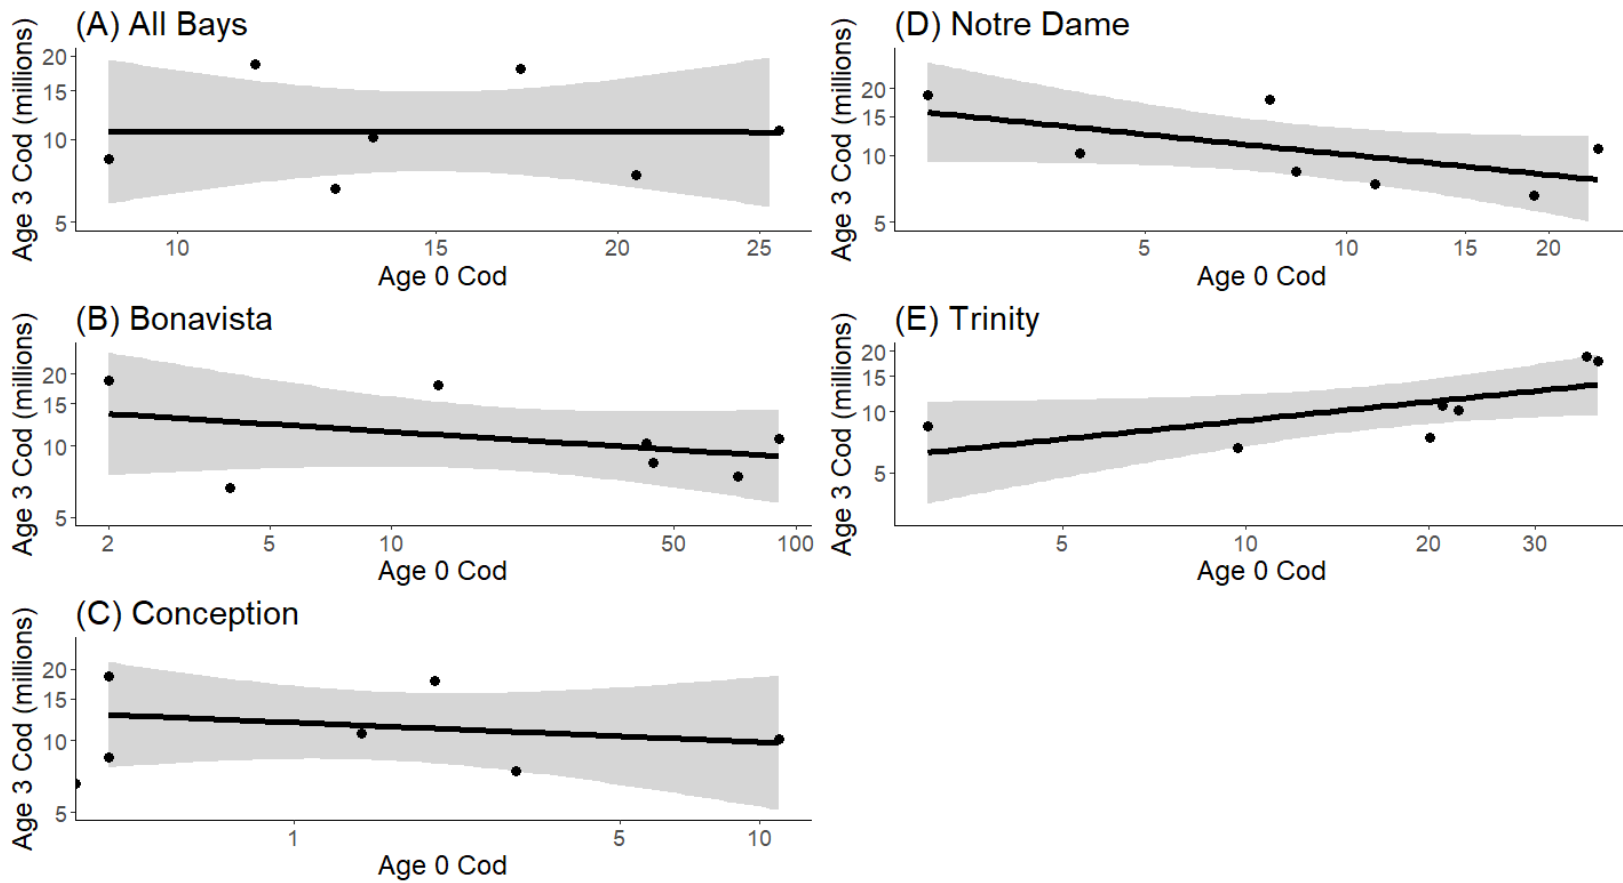 (A) All Bays
Age 3 Cod (millions)
20
15
10
5
10 15 20 25
Age 0 Cod
(B) Bonavista
Age 3 Cod (millions)
20
15
10
5
2 5 10 50 100
Age 0 Cod
(C) Conception
Age 3 Cod (millions)
20
15
10
5
1 5 10
Age 0 Cod
(D) Notre Dame
Age 3 Cod (millions)
20
15
10
5
5 10 15 20
Age 0 Cod
(E) Trinity
Age 3 Cod (millions)
20
15
10
5
5 10 20 30
Age 0 Cod